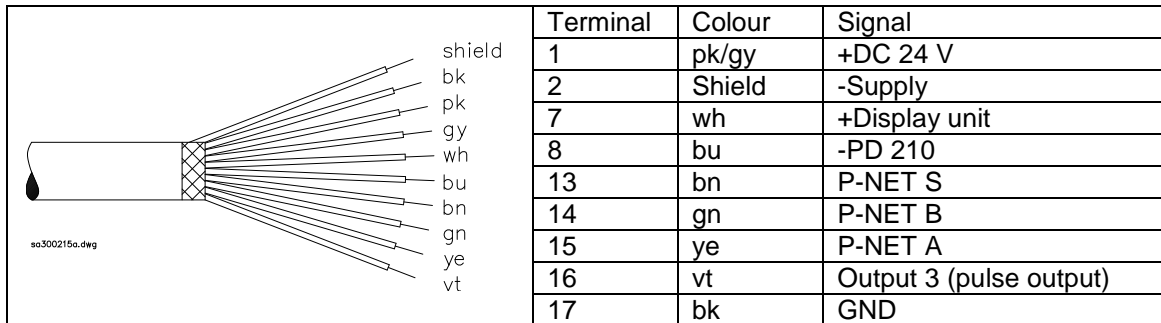 shield
bk
pk
gy
wh
bu
bn
gn
ye
vt
sa300215a.dwg
Terminal Colour Signal
1 pk/gy +DC 24 V
2 Shield -Supply
7 wh +Display unit
8 bu -PD 210
13 bn P-NET S
14 gn P-NET B
15 ye P-NET A
16 vt Output 3 (pulse output)
17 bk GND